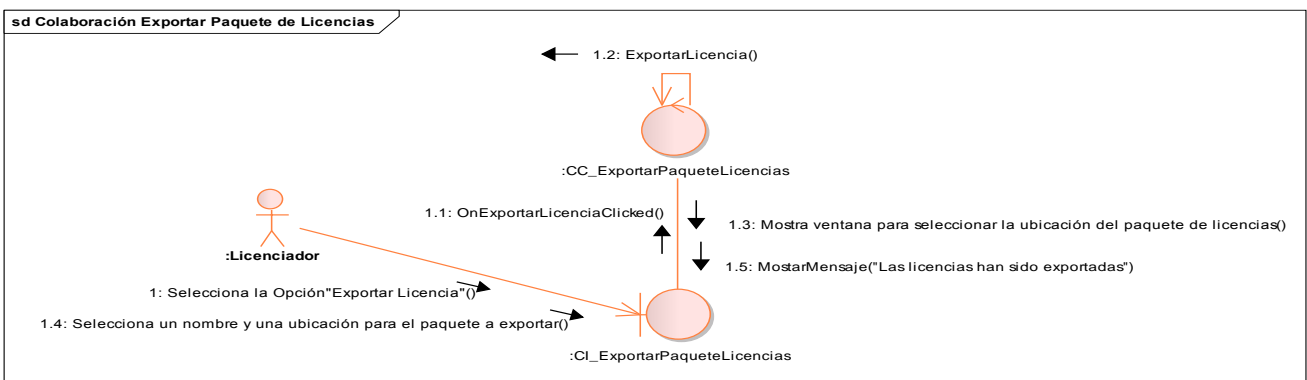 sd Colaboración Exportar Paquete de Licencias
1.2: ExportarLicencia()
:CC_ExportarPaqueteLicencias
1.1: OnExportarLicenciaClicked()
1.3: Mostra ventana para seleccionar la ubicación del paquete de licencias()
:Licenciador
1.5: MostarMensaje("Las licencias han sido exportadas")
1: Selecciona la Opción"Exportar Licencia"()
1.4: Selecciona un nombre y una ubicación para el paquete a exportar()
:CI_ExportarPaqueteLicencias